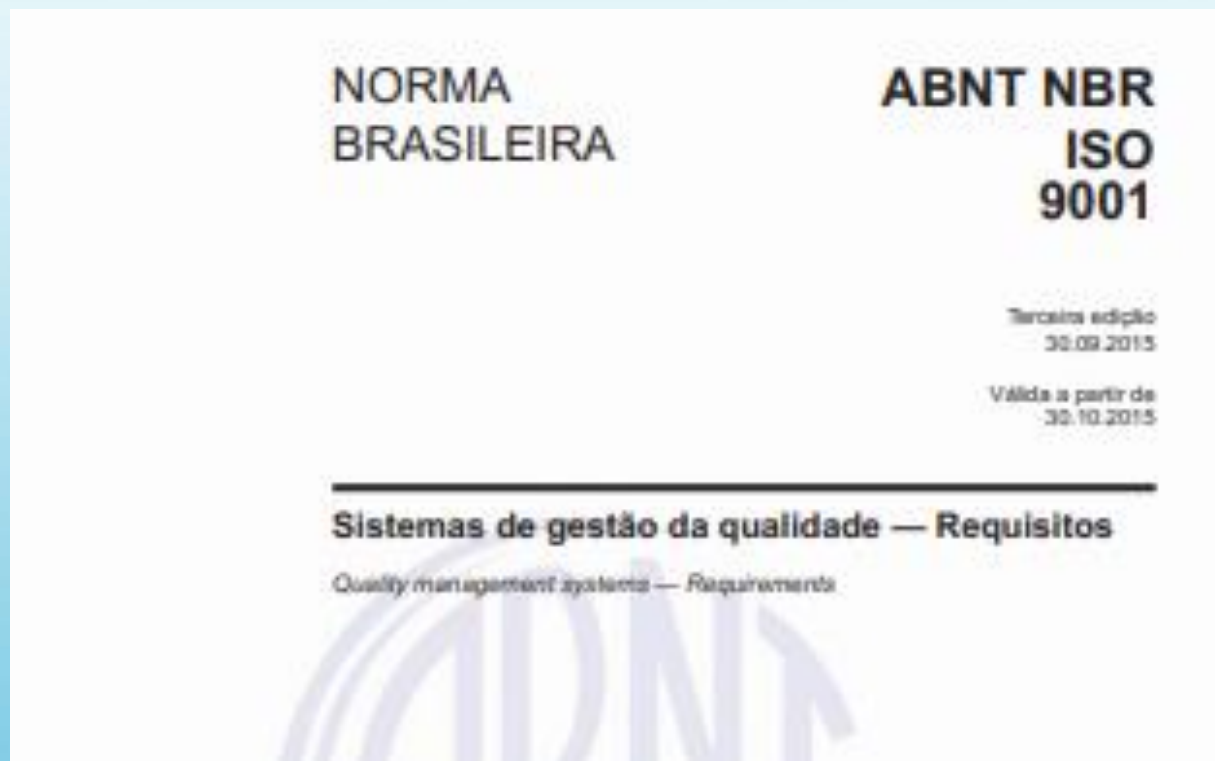 NORMA
BRASILEIRA
ABNT NBR
ISO
9001
Terceira edição
30.09.2015
Válida a partir de
30.10.2015
Sistemas de gestão da qualidade — Requisitos
Quality management systems — Requirements
ABNT